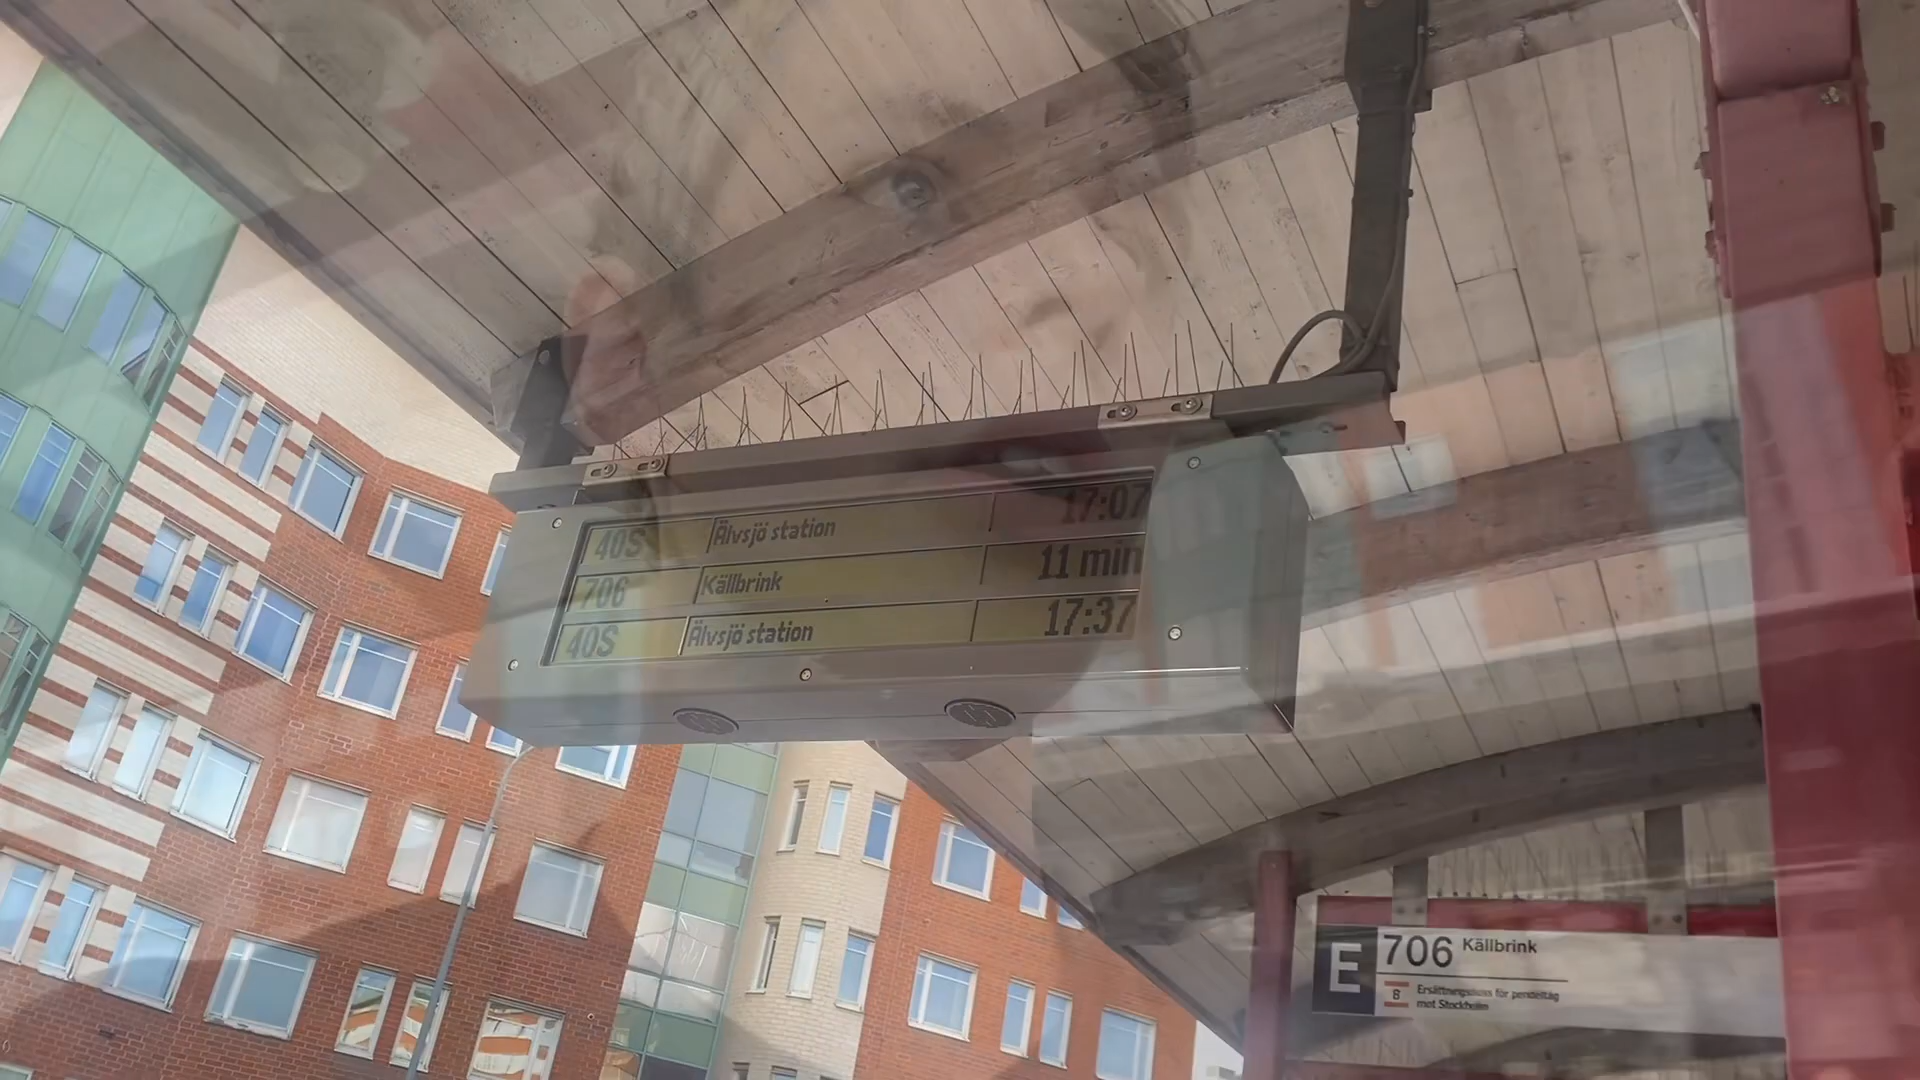 40S Älvsjö station 17:07
706 Källbrink 11 min
40S Älvsjö station 17:37
E 706 Källbrink
Ersättningsbuss för pendeltåg
mot Stockholm